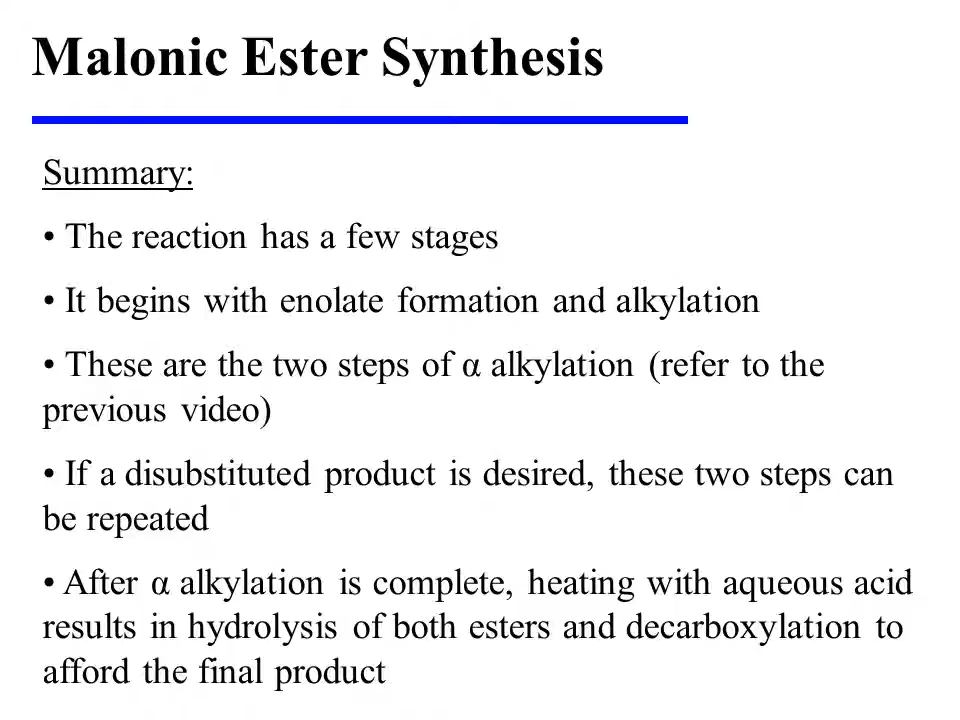 Malonic Ester Synthesis
Summary:
• The reaction has a few stages
• It begins with enolate formation and alkylation
• These are the two steps of α alkylation (refer to the
previous video)
• If a disubstituted product is desired, these two steps can
be repeated
• After α alkylation is complete, heating with aqueous acid
results in hydrolysis of both esters and decarboxylation to
afford the final product